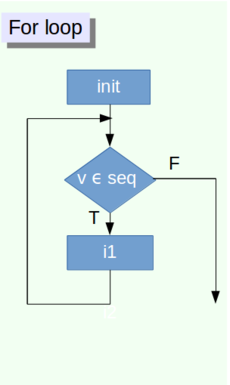 For loop
init
v ϵ seq
F
T
i1